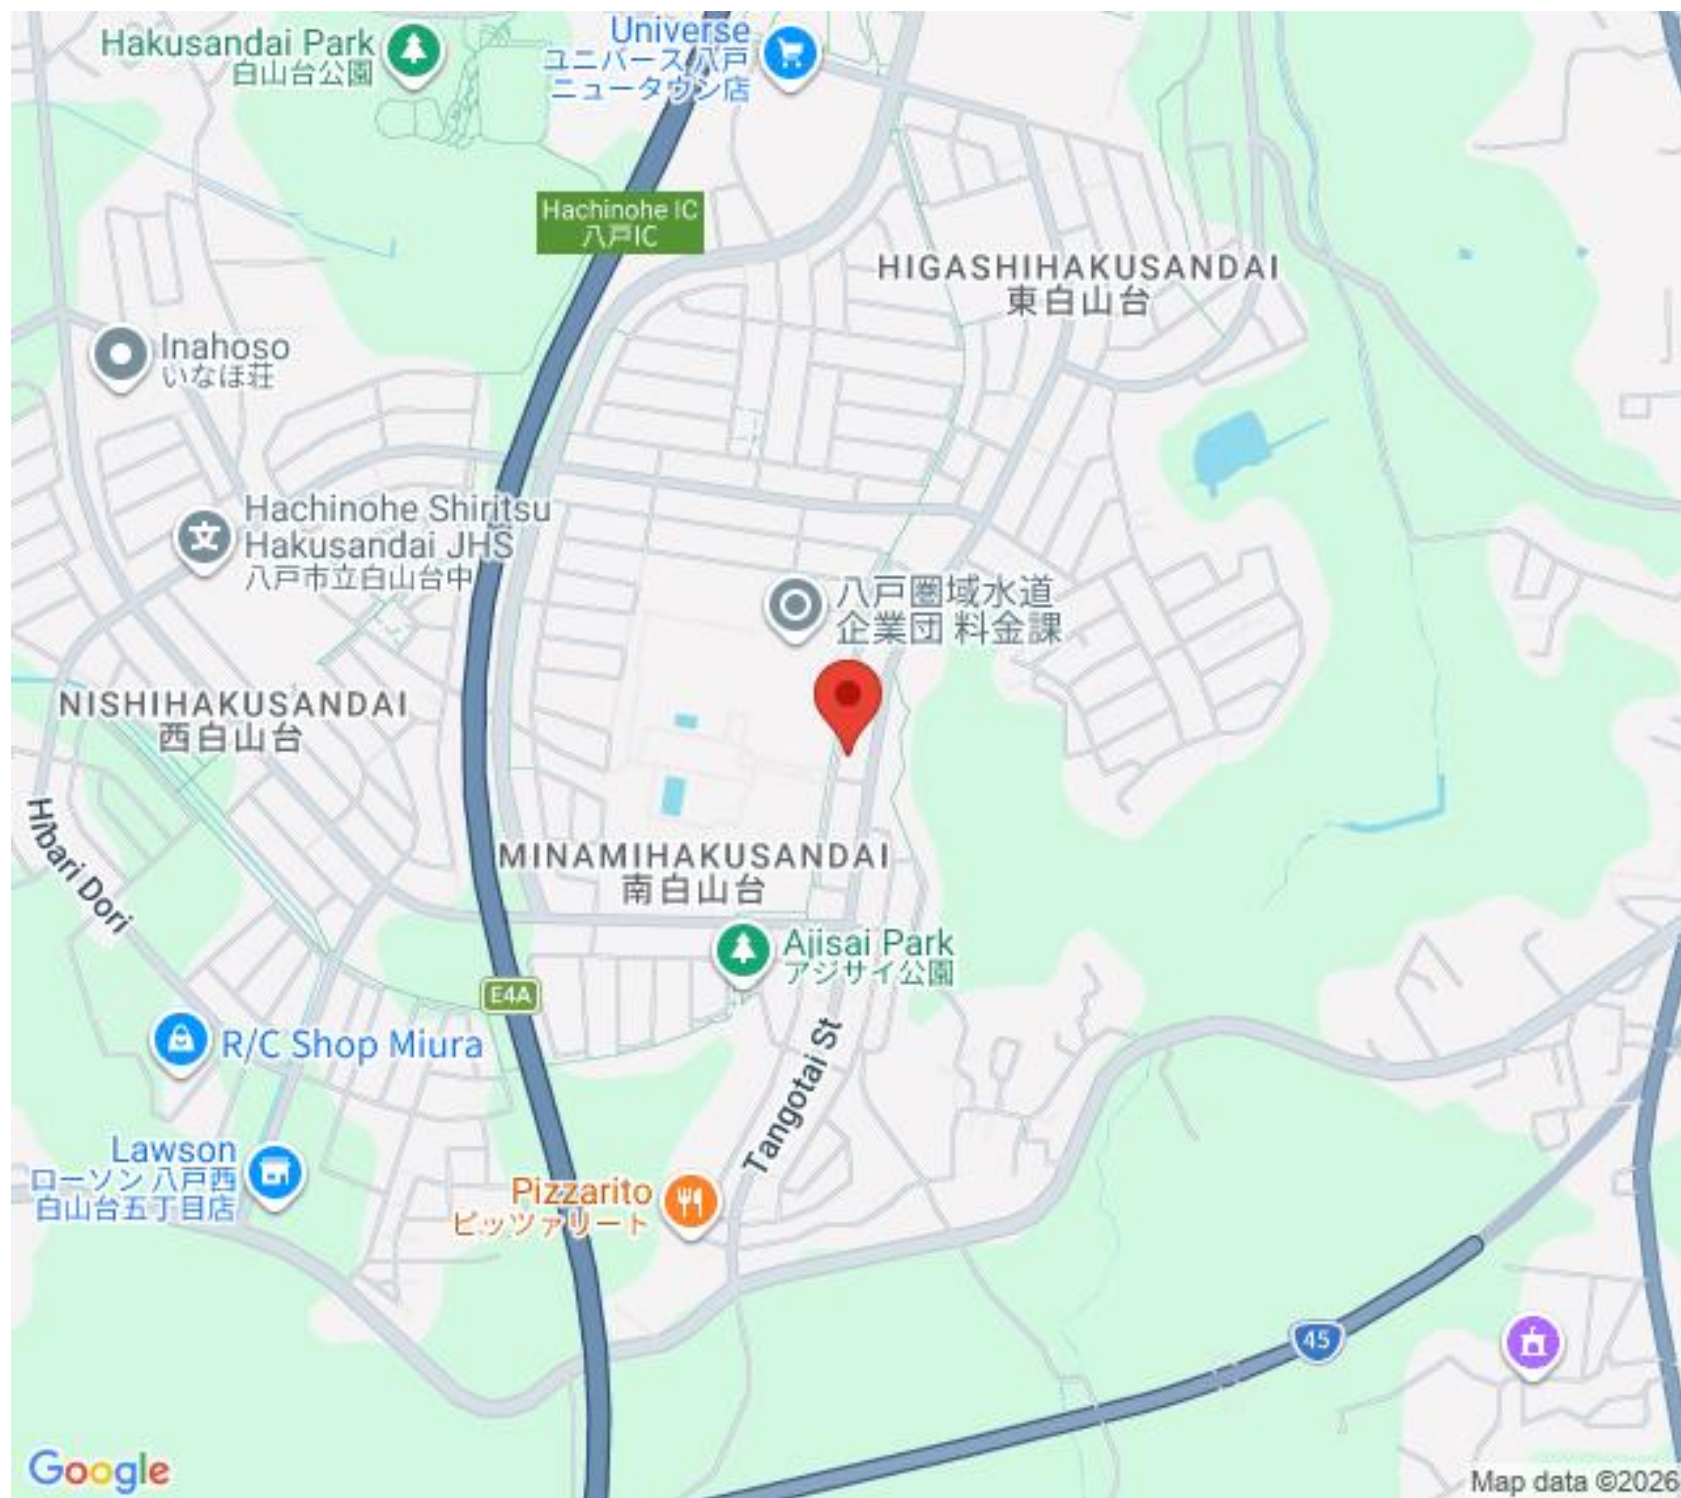 Hakusandai Park
白山台公園
Universe
ユニバース 八戸
ニュータウン店
Hachinohe IC
八戸IC
HIGASHIHAKUSANDAI
東白山台
Inahoso
いなほ荘
Hachinohe Shiritsu
Hakusandai JHS
八戸市立白山台中
八戸圏域水道
企業団 料金課
NISHIHAKUSANDAI
西白山台
Hibari Dori
MINAMIHAKUSANDAI
南白山台
Ajisai Park
アジサイ公園
E4A
R/C Shop Miura
Tangotai St
Lawson
ローソン 八戸西
白山台五丁目店
Pizzarito
ピッツァリート
45
Google
Map data ©2026